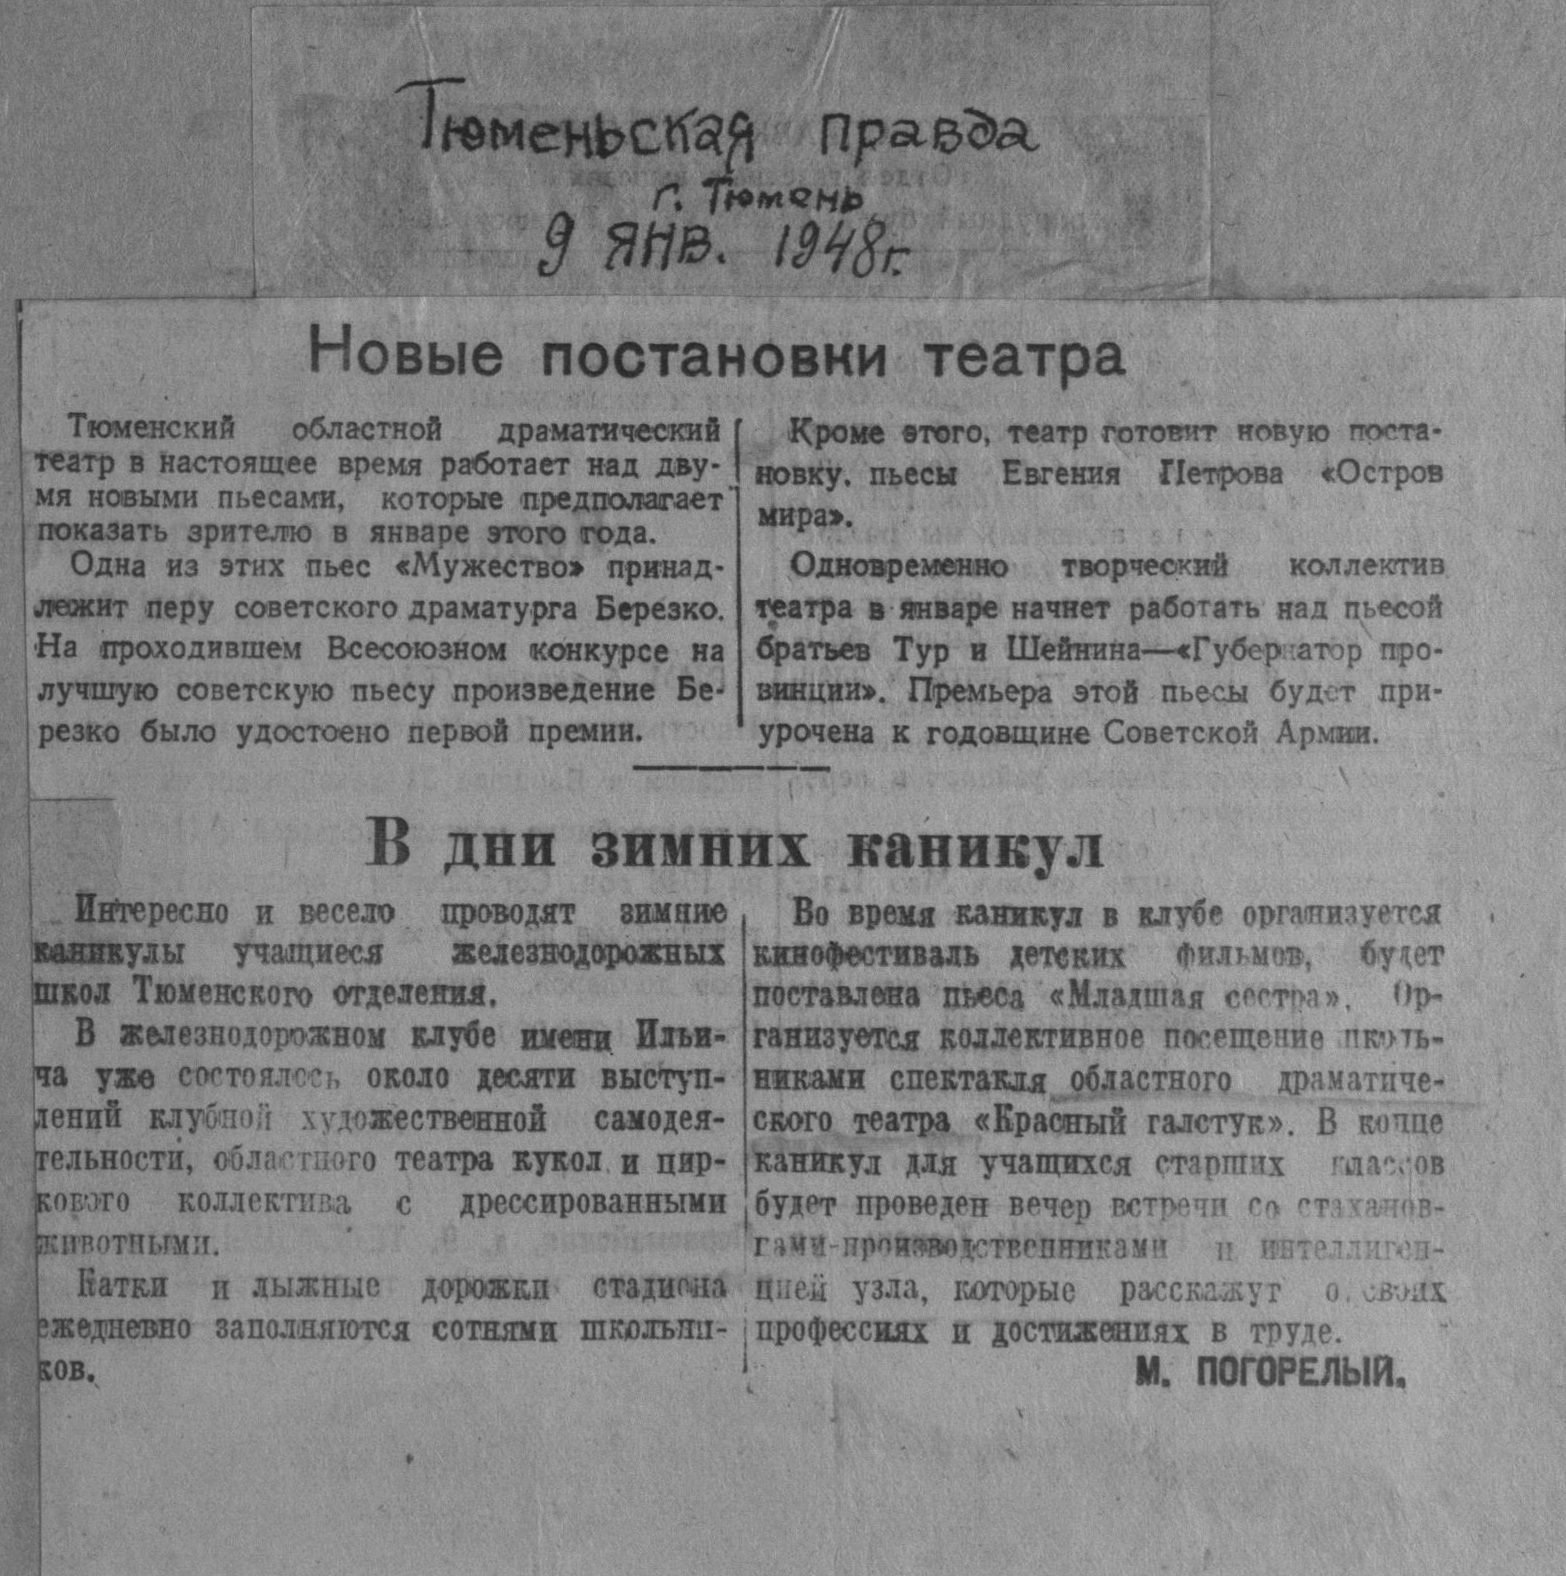 Тюменьская правда
г. Тюмень
9 янв. 1948г.
Новые постановки театра
Тюменский областной драматический
театр в настоящее время работает над дву-
мя новыми пьесами, которые предполагает
показать зрителю в январе этого года.
Одна из этих пьес «Мужество» принад-
лежит перу советского драматурга Березко.
На проходившем Всесоюзном конкурсе на
лучшую советскую пьесу произведение Бе-
резко было удостоено первой премии.
Кроме этого, театр готовит новую поста-
новку. пьесы Евгения Петрова «Остров
мира».
Одновременно творческий коллектив
театра в январе начнет работать над пьесой
братьев Тур и Шейнина—«Губернатор про-
винции». Премьера этой пьесы будет при-
урочена к годовщине Советской Армии.
В дни зимних каникул
Интересно и весело проводят зимние
каникулы учащиеся железнодорожных
школ Тюменского отделения.
В железнодорожном клубе имени Ильи-
ча уже состоялось около десяти выступ-
лений клубной художественной самодея-
тельности, областного театра кукол и цир-
кового коллектива с дрессированными
животными.
Катки и лыжные дорожки стадиона
ежедневно заполняются сотнями школьни-
ков.
Во время каникул в клубе организуется
кинофестиваль детских фильмов, будет
поставлена пьеса «Младшая сестра». Ор-
ганизуется коллективное посещение школь-
никами спектакля областного драматиче-
ского театра «Красный галстук». В конце
каникул для учащихся старших классов
будет проведен вечер встречи со стаханов-
цами-производственниками и интеллиген-
цией узла, которые расскажут о своих
профессиях и достижениях в труде.
М. ПОГОРЕЛЫЙ.